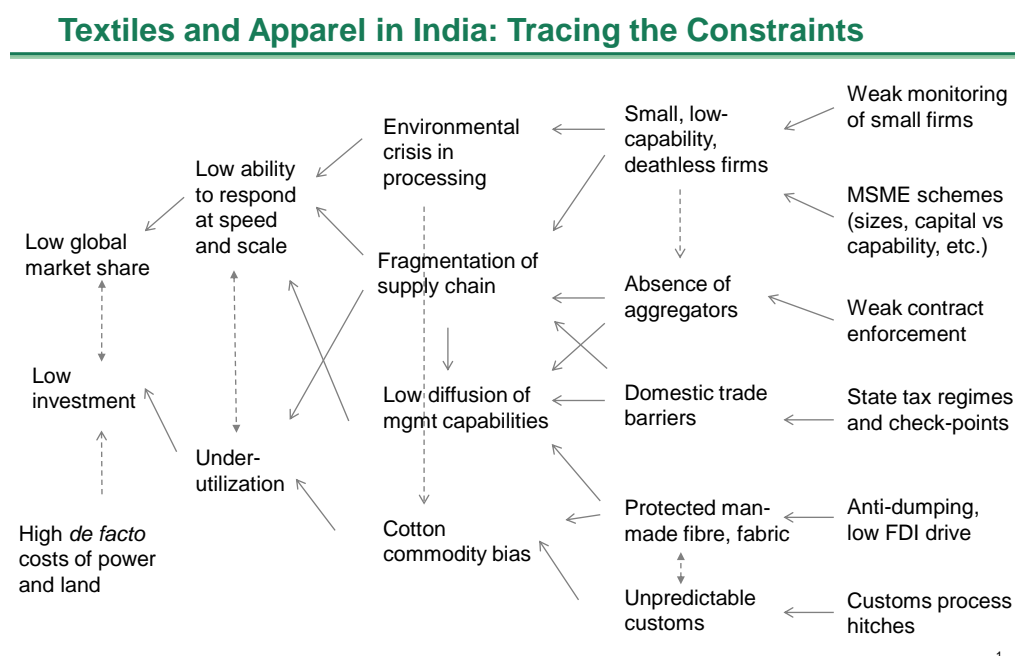 Textiles and Apparel in India: Tracing the Constraints
Low global
market share
Low
investment
High de facto
costs of power
and land
Low ability
to respond
at speed
and scale
Under-
utilization
Environmental
crisis in
processing
Fragmentation of
supply chain
Low diffusion of
mgmt capabilities
Cotton
commodity bias
Small, low-
capability,
deathless firms
Absence of
aggregators
Domestic trade
barriers
Protected man-
made fibre, fabric
Unpredictable
customs
Weak monitoring
of small firms
MSME schemes
(sizes, capital vs
capability, etc.)
Weak contract
enforcement
State tax regimes
and check-points
Anti-dumping,
low FDI drive
Customs process
hitches
1